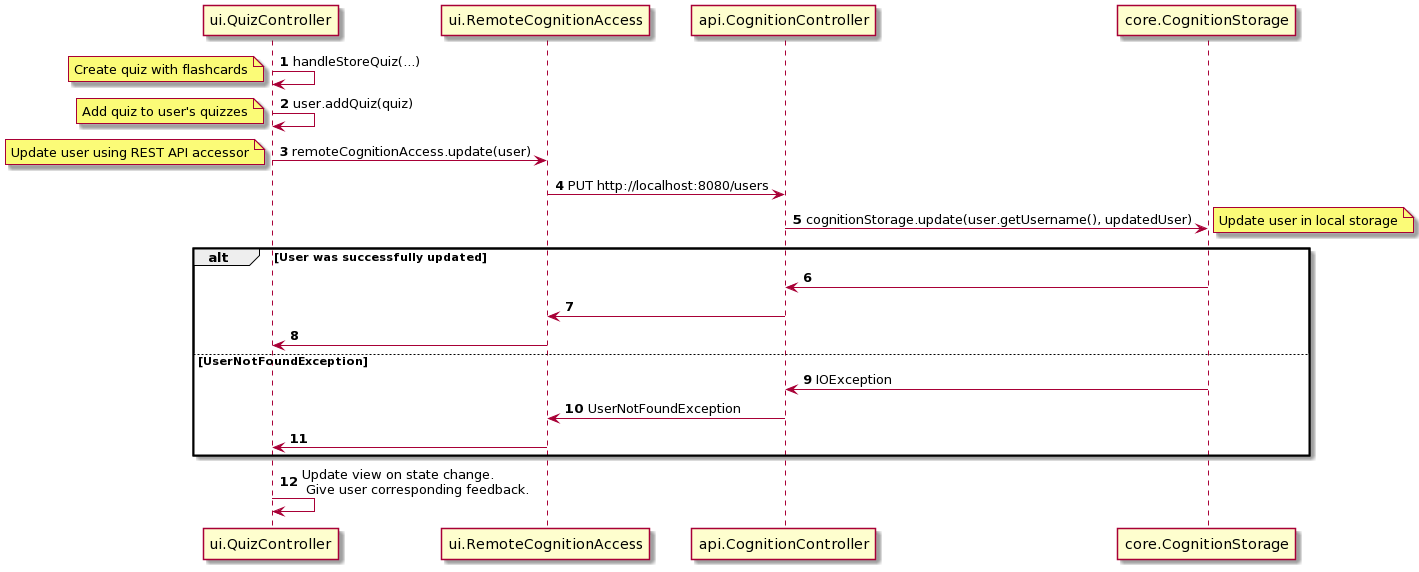 ui.QuizController
ui.RemoteCognitionAccess
api.CognitionController
core.CognitionStorage
Create quiz with flashcards
1 handleStoreQuiz(...)
Add quiz to user's quizzes
2 user.addQuiz(quiz)
Update user using REST API accessor
3 remoteCognitionAccess.update(user)
4 PUT http://localhost:8080/users
5 cognitionStorage.update(user.getUsername(), updatedUser)
Update user in local storage
alt
[User was successfully updated]
6
7
8
[UserNotFoundException]
9 IOException
10 UserNotFoundException
11
12 Update view on state change.
Give user corresponding feedback.
ui.QuizController
ui.RemoteCognitionAccess
api.CognitionController
core.CognitionStorage